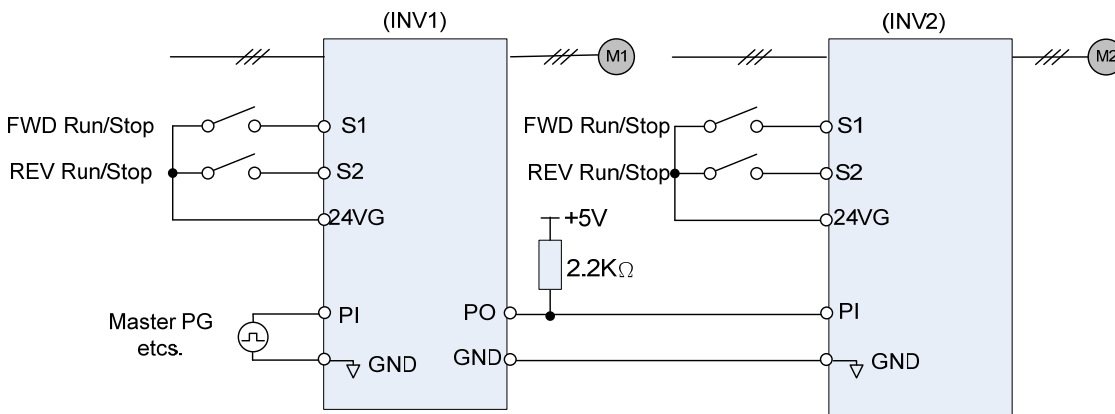 (INV1)
(INV2)
M1
M2
FWD Run/Stop
S1
FWD Run/Stop
S1
REV Run/Stop
S2
REV Run/Stop
S2
24VG
+5V
24VG
2.2KΩ
Master PG
etcs.
PI
PO
PI
GND
GND
GND